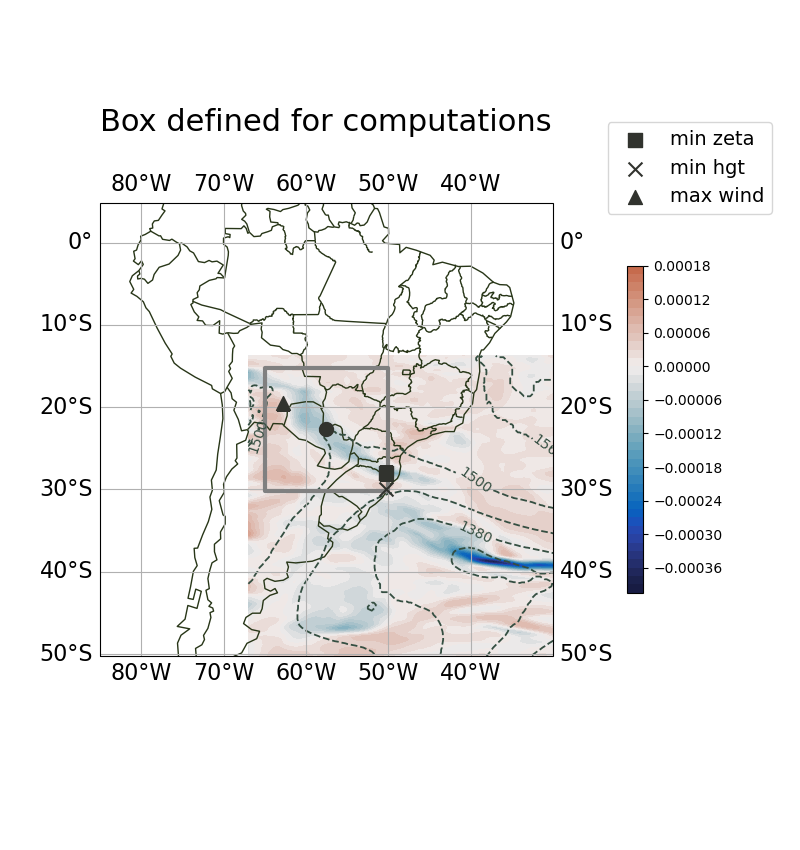 Box defined for computations
min zeta
min hgt
max wind
80°W 70°W 60°W 50°W 40°W
0° 0°
10°S 10°S
20°S 20°S
30°S 30°S
40°S 40°S
50°S 50°S
80°W 70°W 60°W 50°W 40°W
1500
156
1500
1380
0.00018
0.00012
0.00006
0.00000
−0.00006
−0.00012
−0.00018
−0.00024
−0.00030
−0.00036